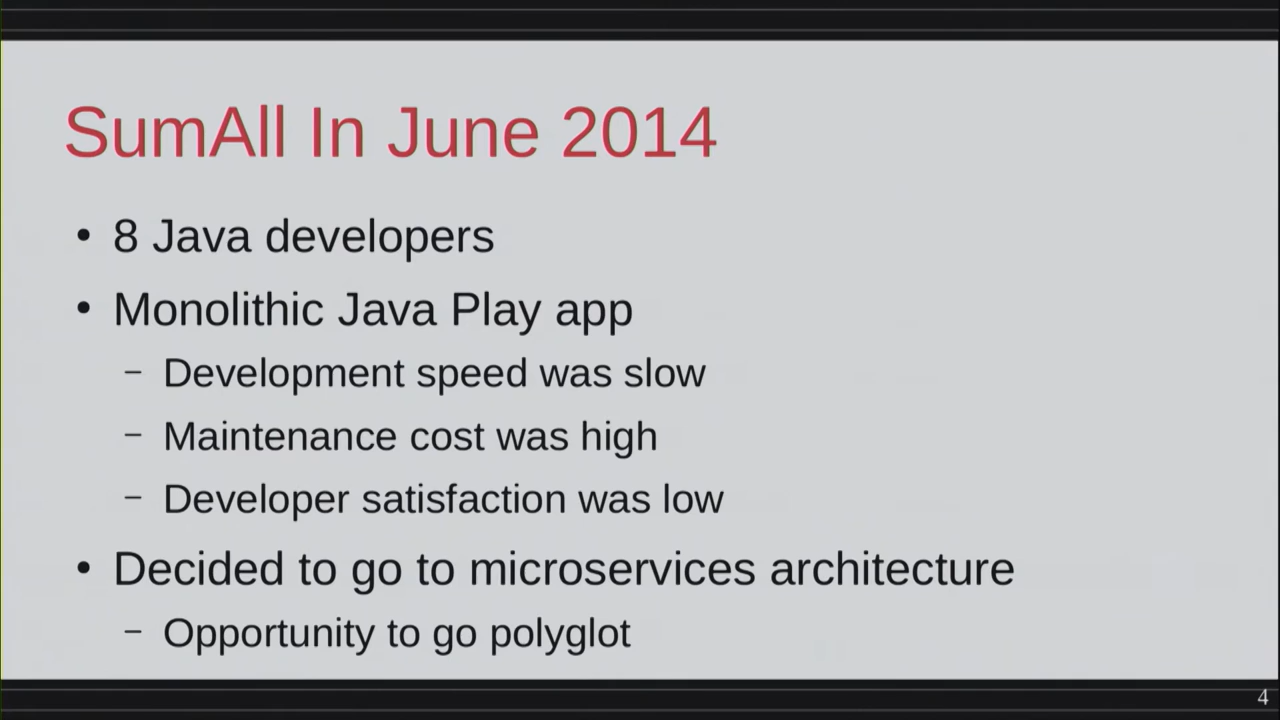 SumAll In June 2014
• 8 Java developers
• Monolithic Java Play app
– Development speed was slow
– Maintenance cost was high
– Developer satisfaction was low
• Decided to go to microservices architecture
– Opportunity to go polyglot
4